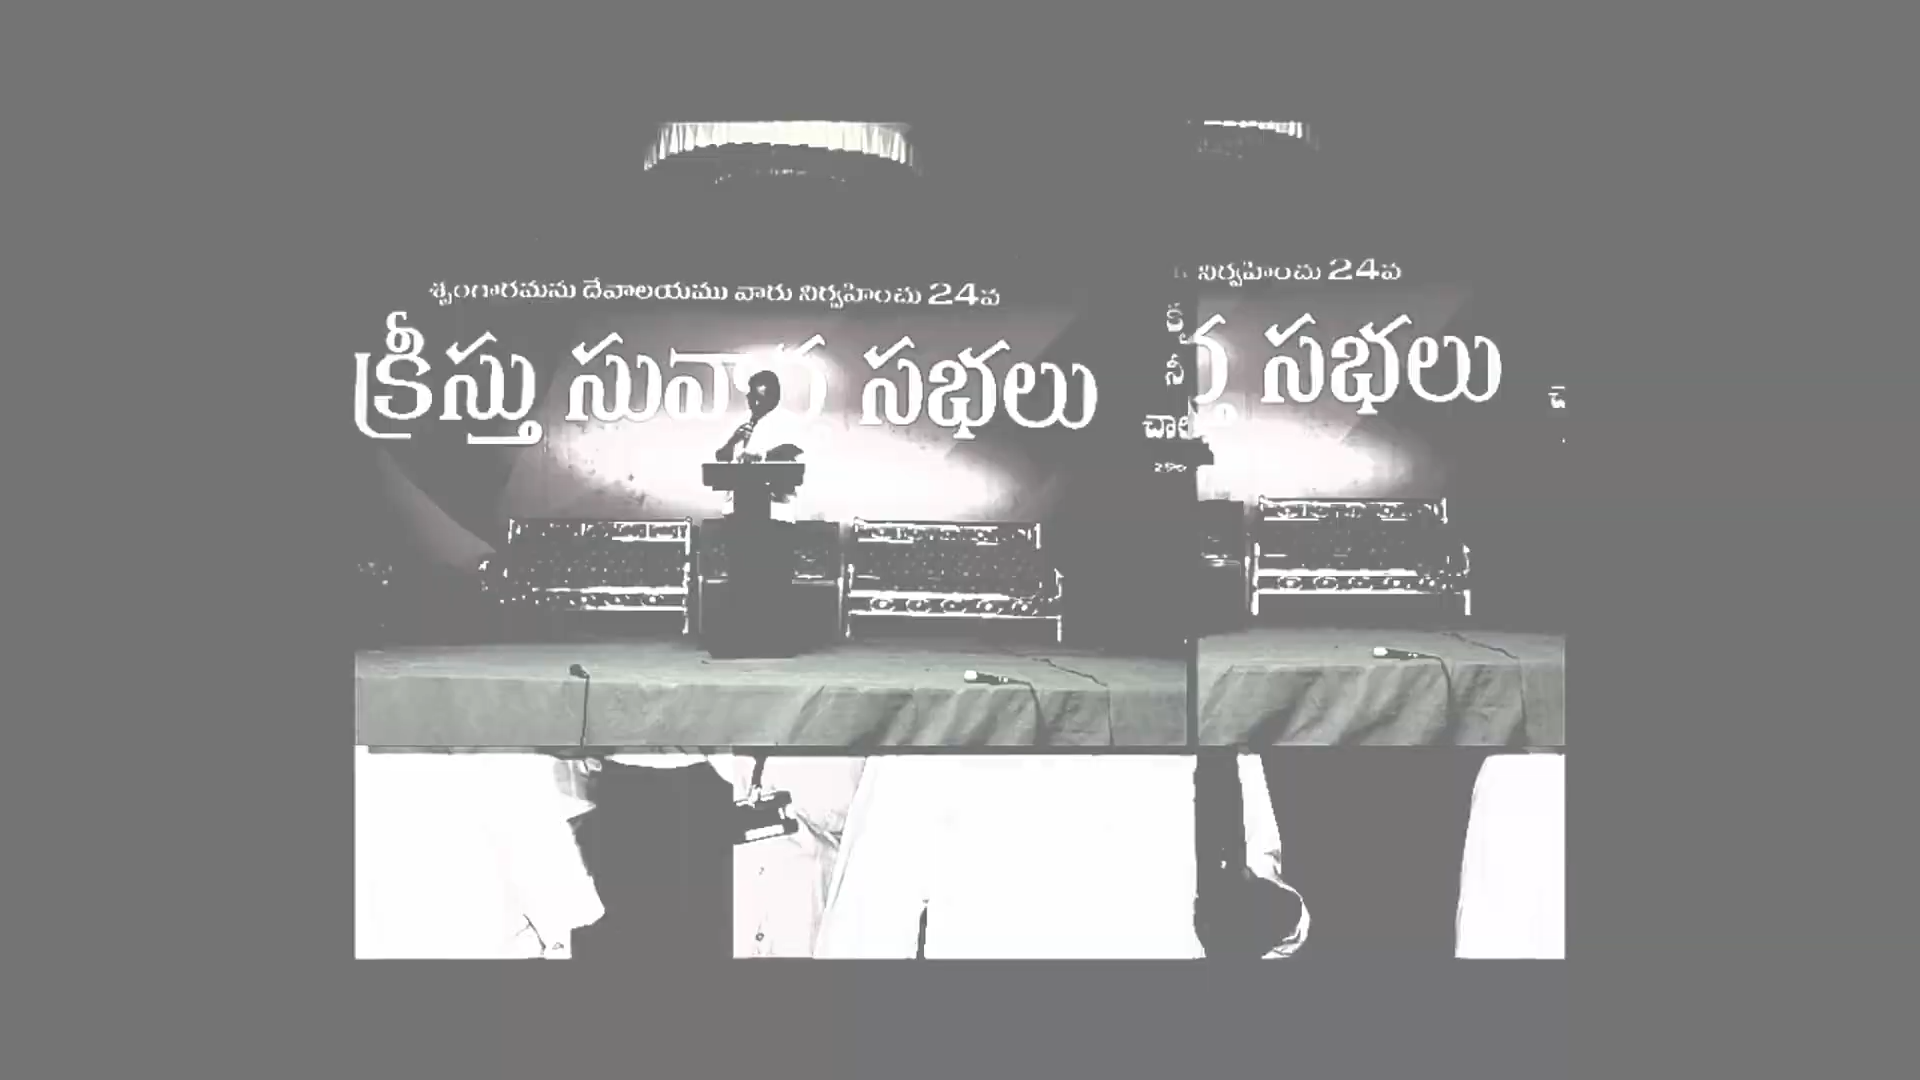 శృంగారమను దేవాలయము వారు నిర్వహించు 24వ
క్రీస్తు సువార్త సభలు
నిర్వహించు 24వ
సభలు